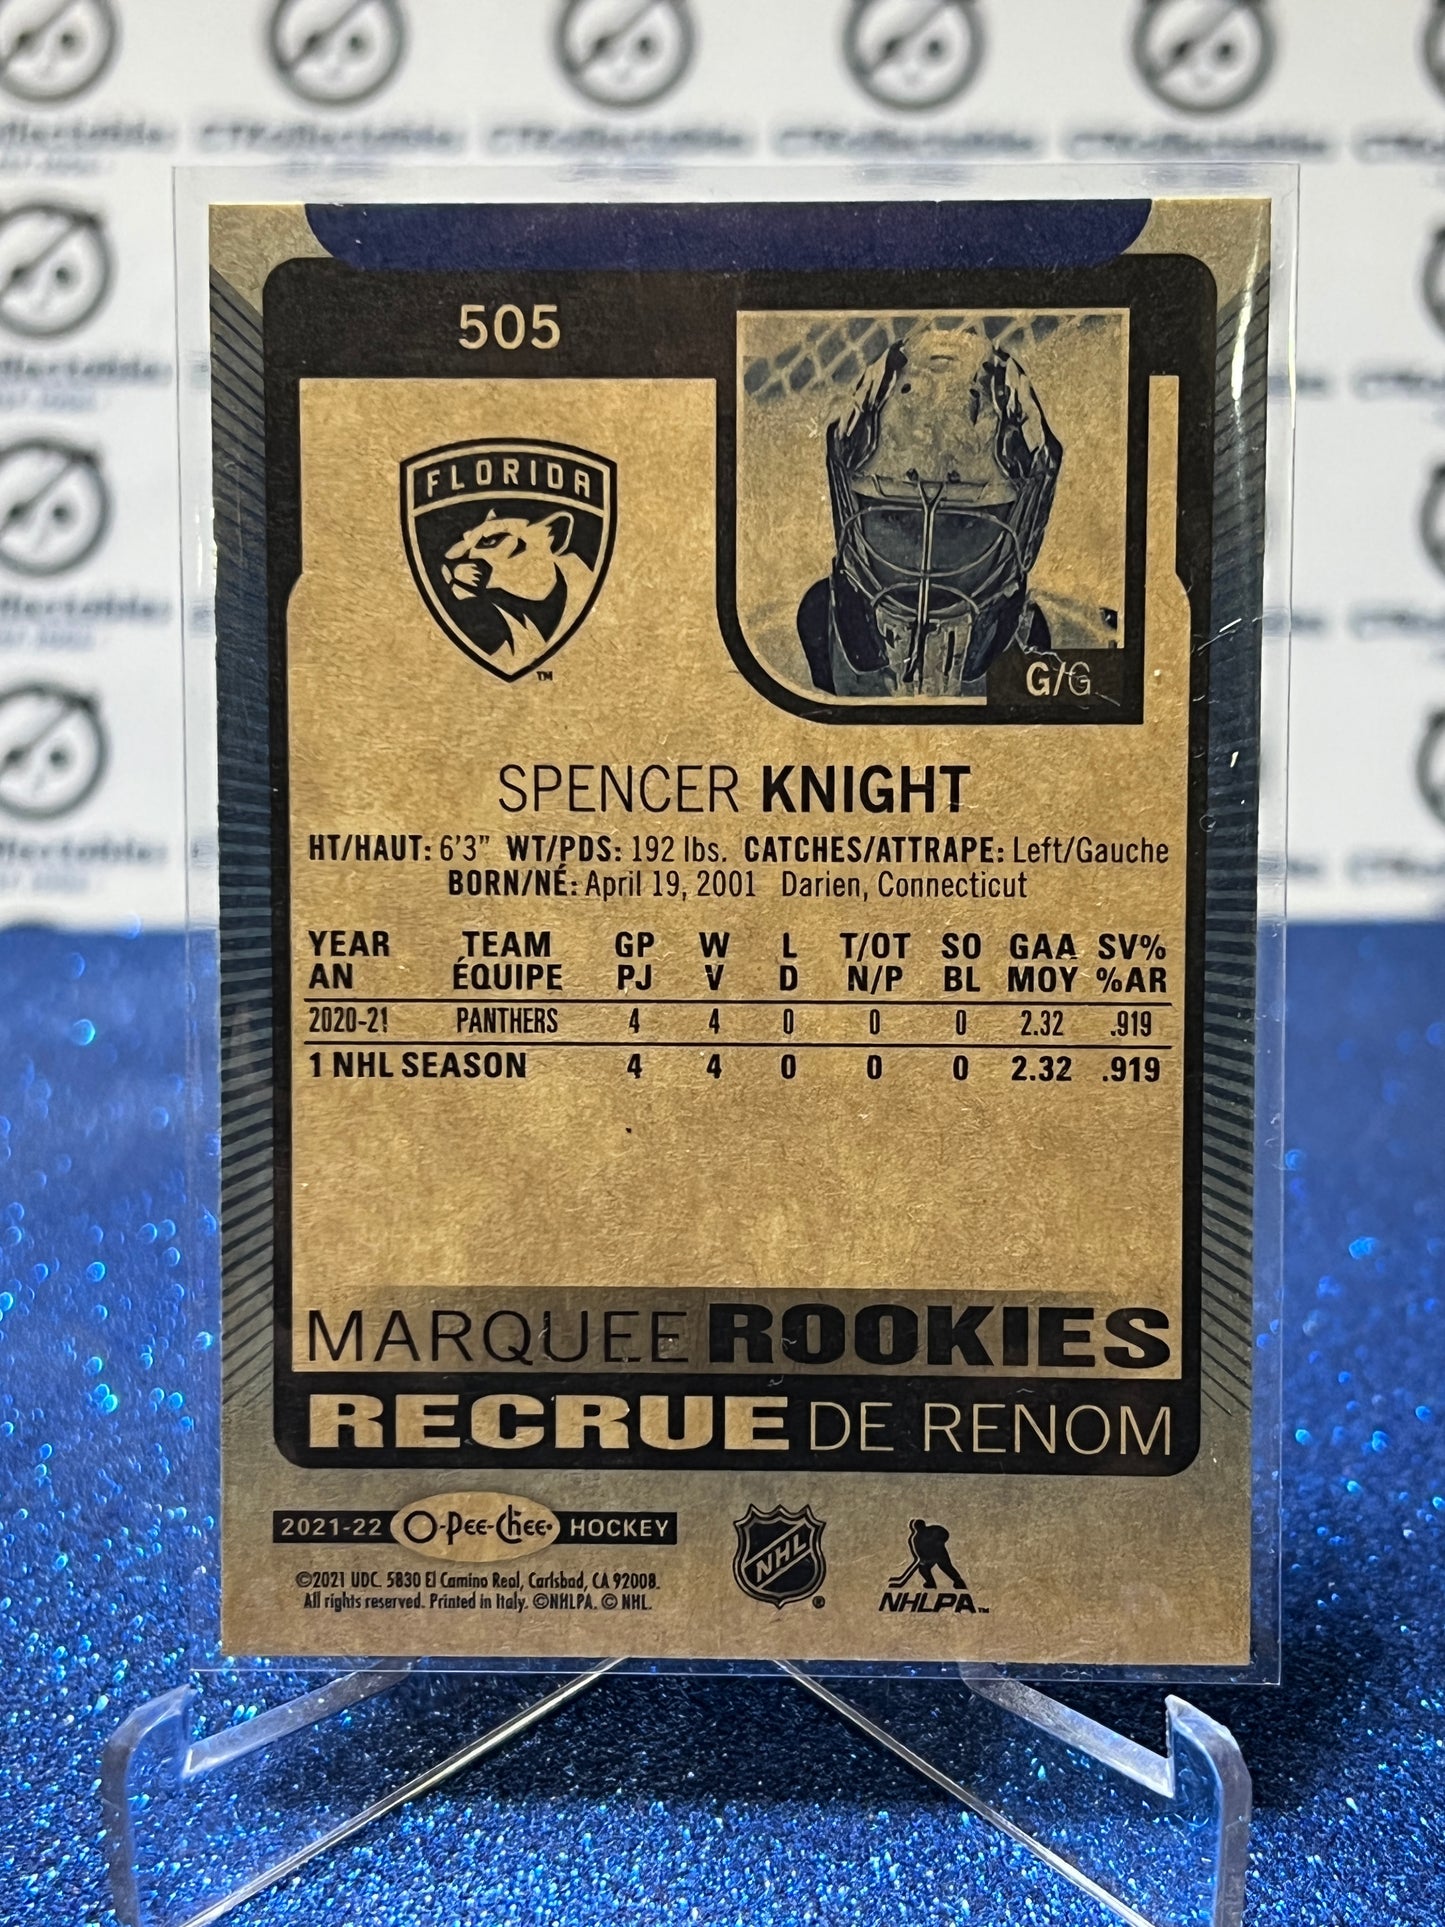 505
FLORIDA
TM
G/G
SPENCER KNIGHT
HT/HAUT: 6'3" WT/PDS: 192 lbs. CATCHES/ATTRAPE: Left/Gauche
BORN/NÉ: April 19, 2001 Darien, Connecticut
YEAR TEAM GP W L T/OT SO GAA SV%
AN ÉQUIPE PJ V D N/P BL MOY %AR
2020-21 PANTHERS 4 4 0 0 0 2.32 .919
1 NHL SEASON 4 4 0 0 0 2.32 .919
MARQUEE ROOKIES
RECRUE DE RENOM
2021-22 O-Pee-Chee HOCKEY
©2021 UDC. 5830 El Camino Real, Carlsbad, CA 92008.
All rights reserved. Printed in Italy. ©NHLPA. © NHL.
NHL ®
NHLPA TM